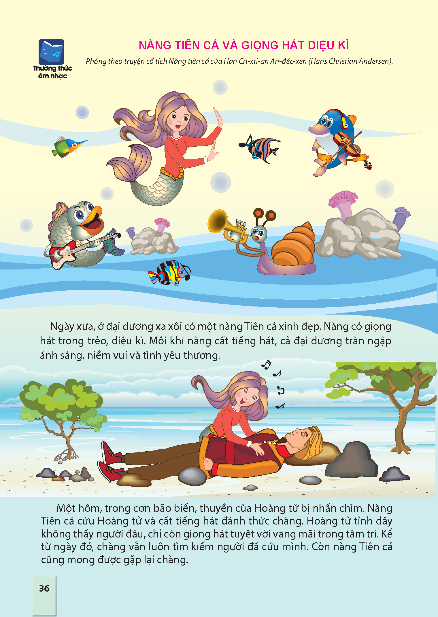 NÀNG TIÊN CÁ VÀ GIỌNG HÁT DIỆU KÌ
Phỏng theo truyện cổ tích Nàng tiên cá của Han Cri-xti-an An-đéc-xen (Hans Christian Andersen).
Thưởng thức
âm nhạc
Ngày xưa, ở đại dương xa xôi có một nàng Tiên cá xinh đẹp. Nàng có giọng
hát trong trẻo, diệu kì. Mỗi khi nàng cất tiếng hát, cả đại dương tràn ngập
ánh sáng, niềm vui và tình yêu thương.
Một hôm, trong cơn bão biển, thuyền của Hoàng tử bị nhấn chìm. Nàng
Tiên cá cứu Hoàng tử và cất tiếng hát đánh thức chàng. Hoàng tử tỉnh dậy
không thấy người đâu, chỉ còn giọng hát tuyệt vời vang mãi trong tâm trí. Kể
từ ngày đó, chàng vẫn luôn tìm kiếm người đã cứu mình. Còn nàng Tiên cá
cũng mong được gặp lại chàng.
36